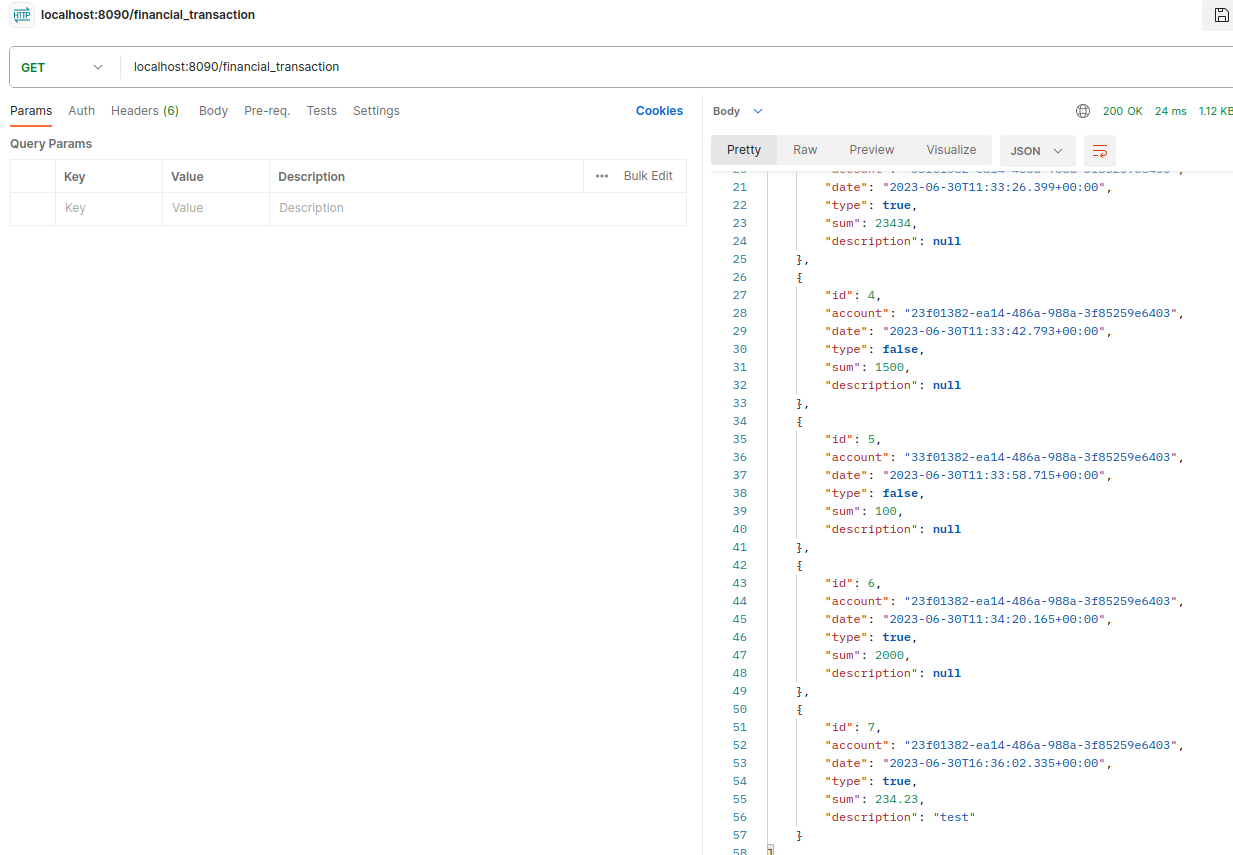 HTTP localhost:8090/financial_transaction
GET localhost:8090/financial_transaction
Params Auth Headers (6) Body Pre-req. Tests Settings Cookies
Query Params
Key Value Description ••• Bulk Edit
Key Value Description
Body 200 OK 24 ms 1.12 KB
Pretty Raw Preview Visualize JSON
20 "account": "33f01382-ea14-486a-988a-3f85259e6403",
21 "date": "2023-06-30T11:33:26.399+00:00",
22 "type": true,
23 "sum": 23434,
24 "description": null
25 },
26 {
27 "id": 4,
28 "account": "23f01382-ea14-486a-988a-3f85259e6403",
29 "date": "2023-06-30T11:33:42.793+00:00",
30 "type": false,
31 "sum": 1500,
32 "description": null
33 },
34 {
35 "id": 5,
36 "account": "33f01382-ea14-486a-988a-3f85259e6403",
37 "date": "2023-06-30T11:33:58.715+00:00",
38 "type": false,
39 "sum": 100,
40 "description": null
41 },
42 {
43 "id": 6,
44 "account": "23f01382-ea14-486a-988a-3f85259e6403",
45 "date": "2023-06-30T11:34:20.165+00:00",
46 "type": true,
47 "sum": 2000,
48 "description": null
49 },
50 {
51 "id": 7,
52 "account": "23f01382-ea14-486a-988a-3f85259e6403",
53 "date": "2023-06-30T16:36:02.335+00:00",
54 "type": true,
55 "sum": 234.23,
56 "description": "test"
57 }
58 ]